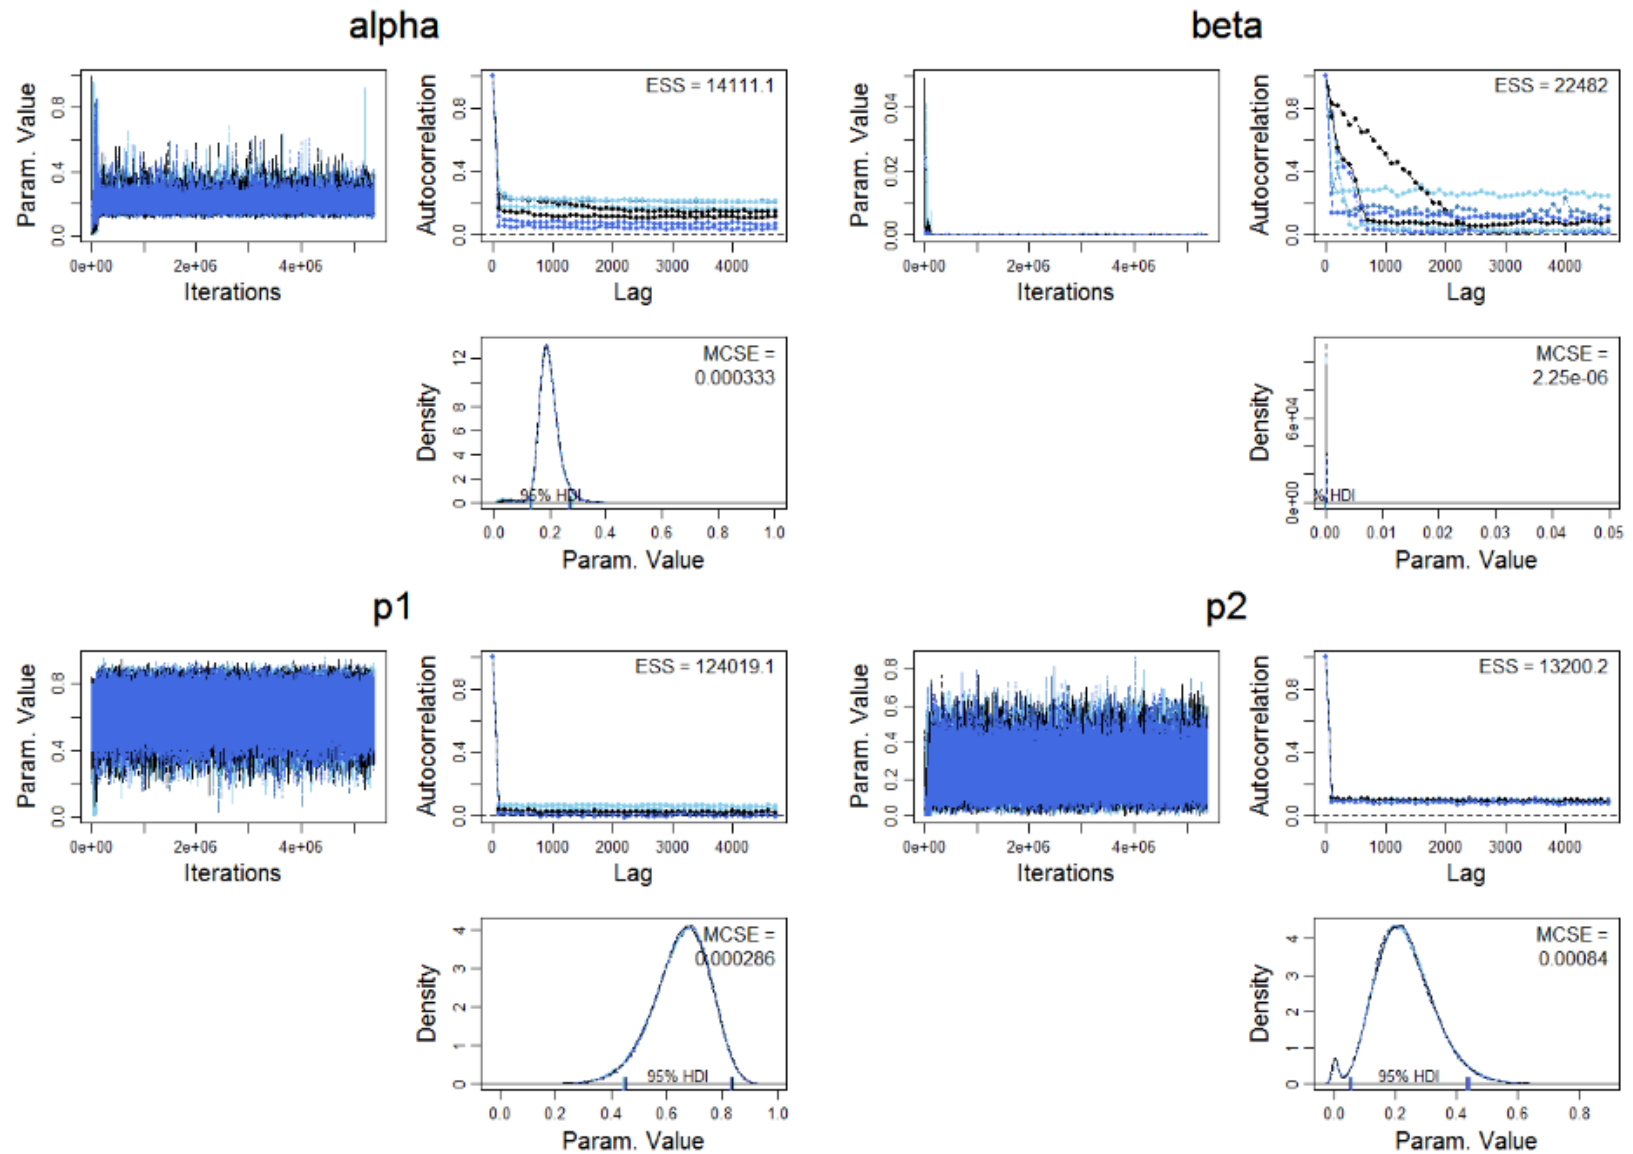 alpha
beta
Param. Value
0.0 0.4 0.8
0e+00 2e+06 4e+06
Iterations
Autocorrelation
0.0 0.4 0.8
ESS = 14111.1
0 1000 2000 3000 4000
Lag
Param. Value
0.00 0.02 0.04
0e+00 2e+06 4e+06
Iterations
Autocorrelation
0.0 0.4 0.8
ESS = 22482
0 1000 2000 3000 4000
Lag
Density
0 2 4 6 8 12
MCSE =
0.000333
95% HDI
0.0 0.2 0.4 0.6 0.8 1.0
Param. Value
Density
0e+00 6e+04
MCSE =
2.25e-06
% HDI
0.00 0.01 0.02 0.03 0.04 0.05
Param. Value
p1
p2
Param. Value
0.0 0.4 0.8
0e+00 2e+06 4e+06
Iterations
Autocorrelation
0.0 0.4 0.8
ESS = 124019.1
0 1000 2000 3000 4000
Lag
Param. Value
0.0 0.2 0.4 0.6 0.8
0e+00 2e+06 4e+06
Iterations
Autocorrelation
0.0 0.4 0.8
ESS = 13200.2
0 1000 2000 3000 4000
Lag
Density
0 1 2 3 4
MCSE =
0.000286
95% HDI
0.0 0.2 0.4 0.6 0.8 1.0
Param. Value
Density
0 1 2 3 4
MCSE =
0.00084
95% HDI
0.0 0.2 0.4 0.6 0.8
Param. Value